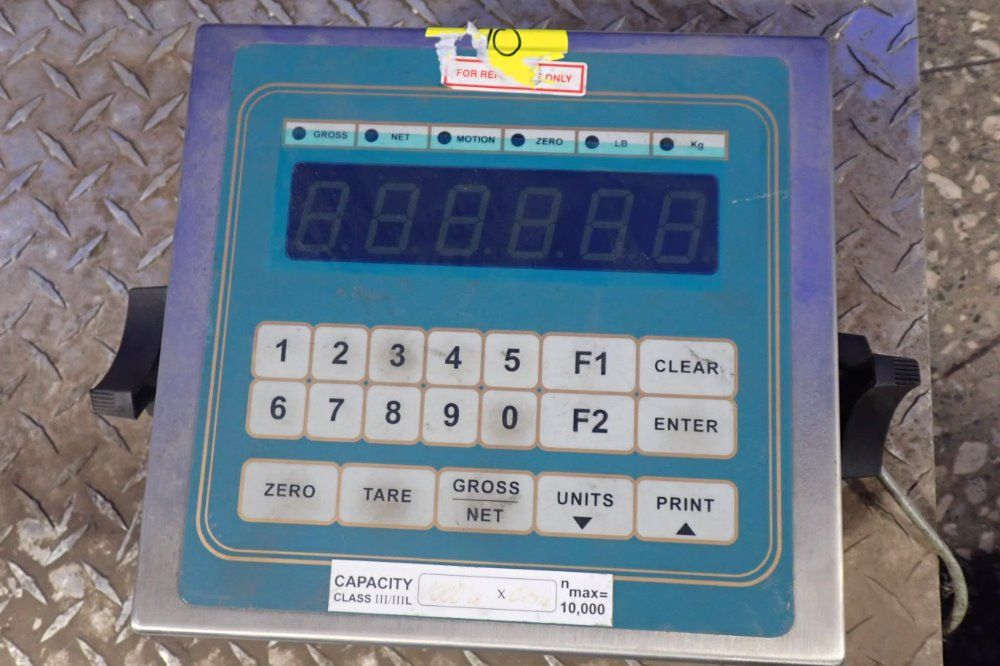 FOR REF ONLY
GROSS NET MOTION ZERO LB Kg
1 2 3 4 5 F1 CLEAR
6 7 8 9 0 F2 ENTER
ZERO TARE GROSS NET UNITS PRINT
CAPACITY
CLASS III/IIIL
x
n max=
10,000